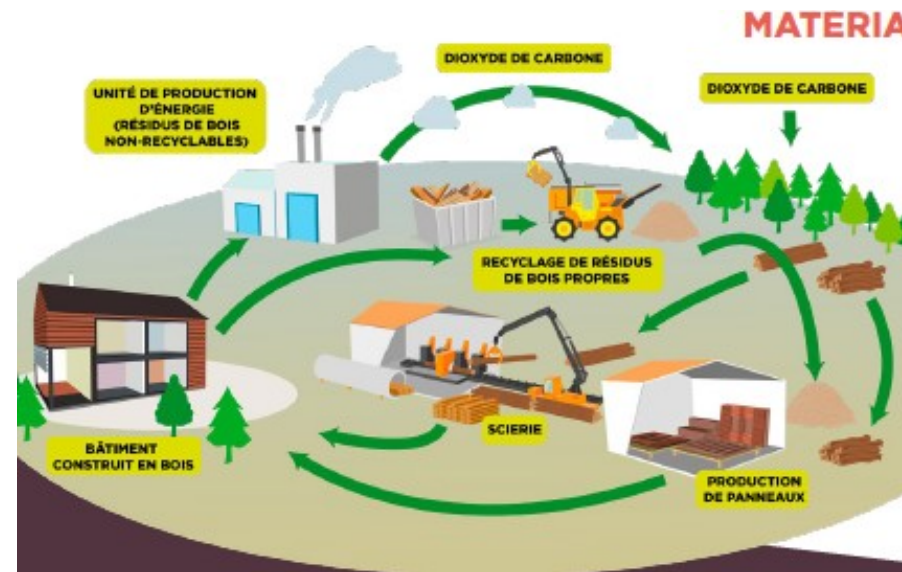 MATERIA
DIOXYDE DE CARBONE
DIOXYDE DE CARBONE
UNITÉ DE PRODUCTION
D'ÉNERGIE
(RÉSIDUS DE BOIS
NON-RECYCLABLES)
RECYCLAGE DE RÉSIDUS
DE BOIS PROPRES
SCIERIE
BÂTIMENT
CONSTRUIT EN BOIS
PRODUCTION
DE PANNEAUX